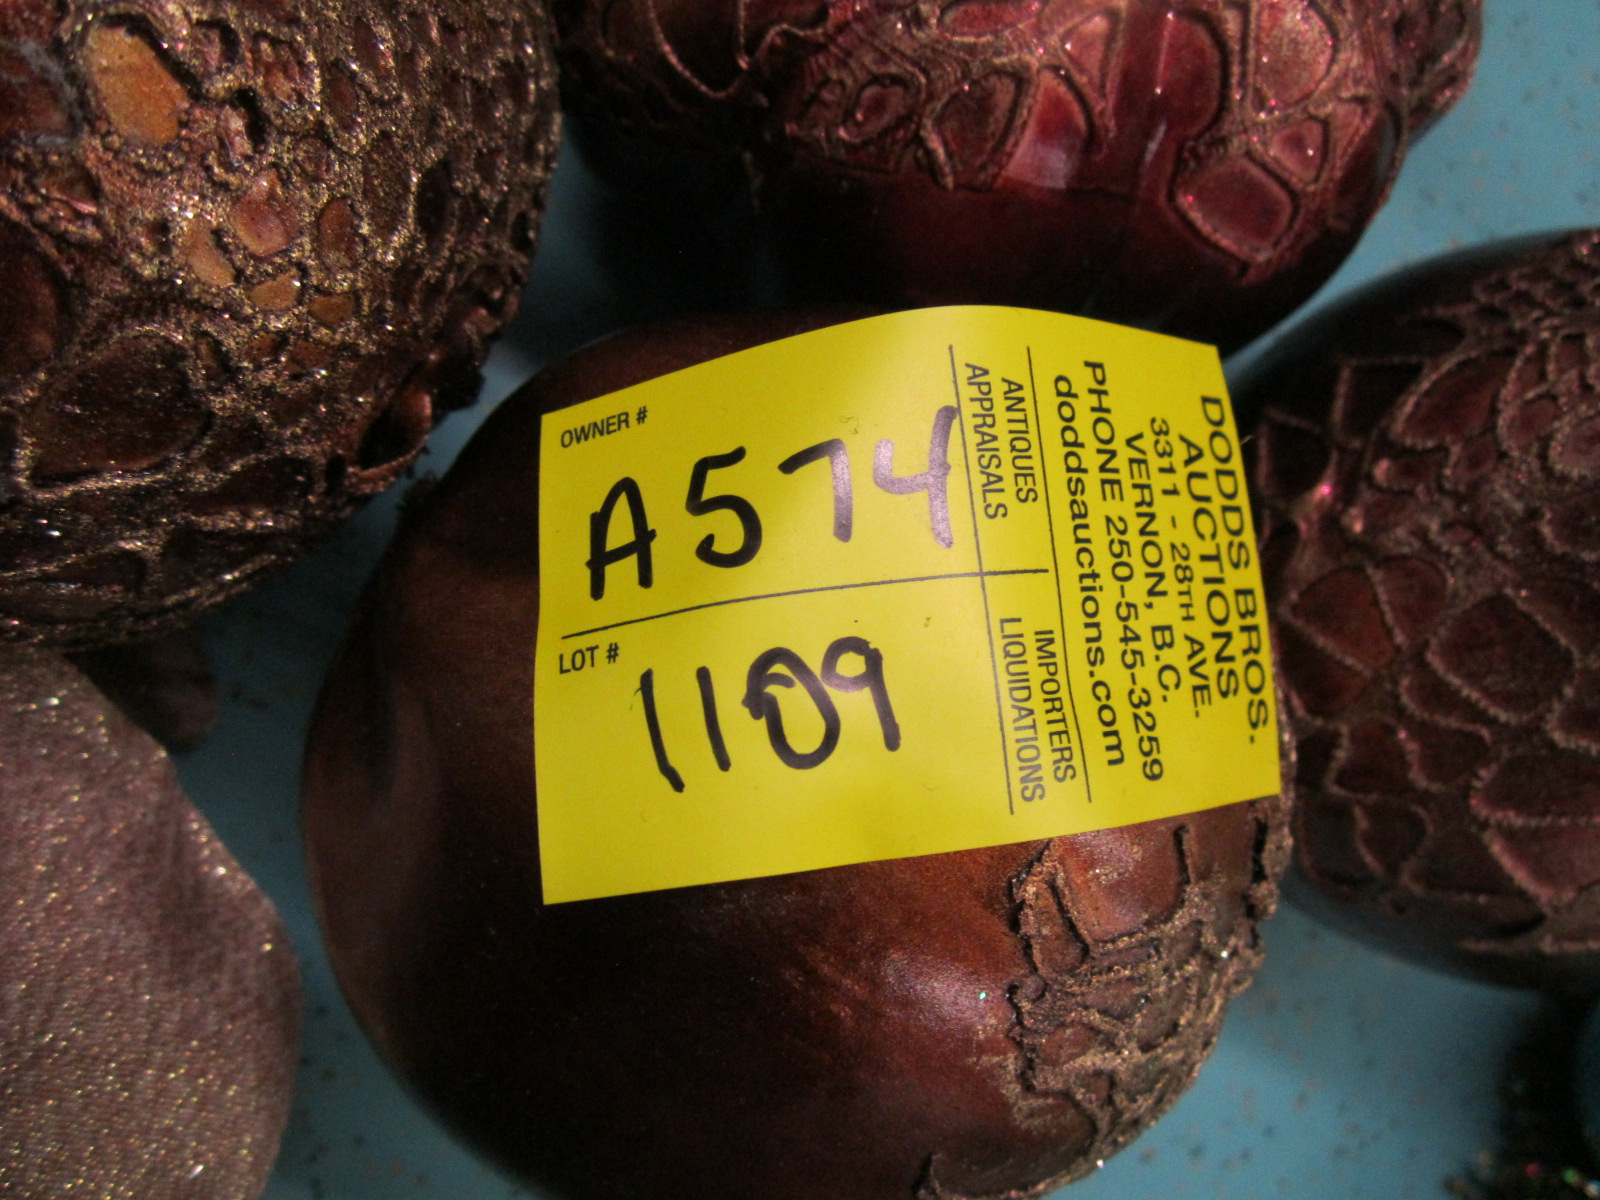 DODDS BROS.
AUCTIONS
3311 - 28TH AVE.
VERNON, B.C.
PHONE 250-545-3259
doddsauctions.com
ANTIQUES
APPRAISALS
IMPORTERS
LIQUIDATIONS
OWNER #
A574
LOT #
1109